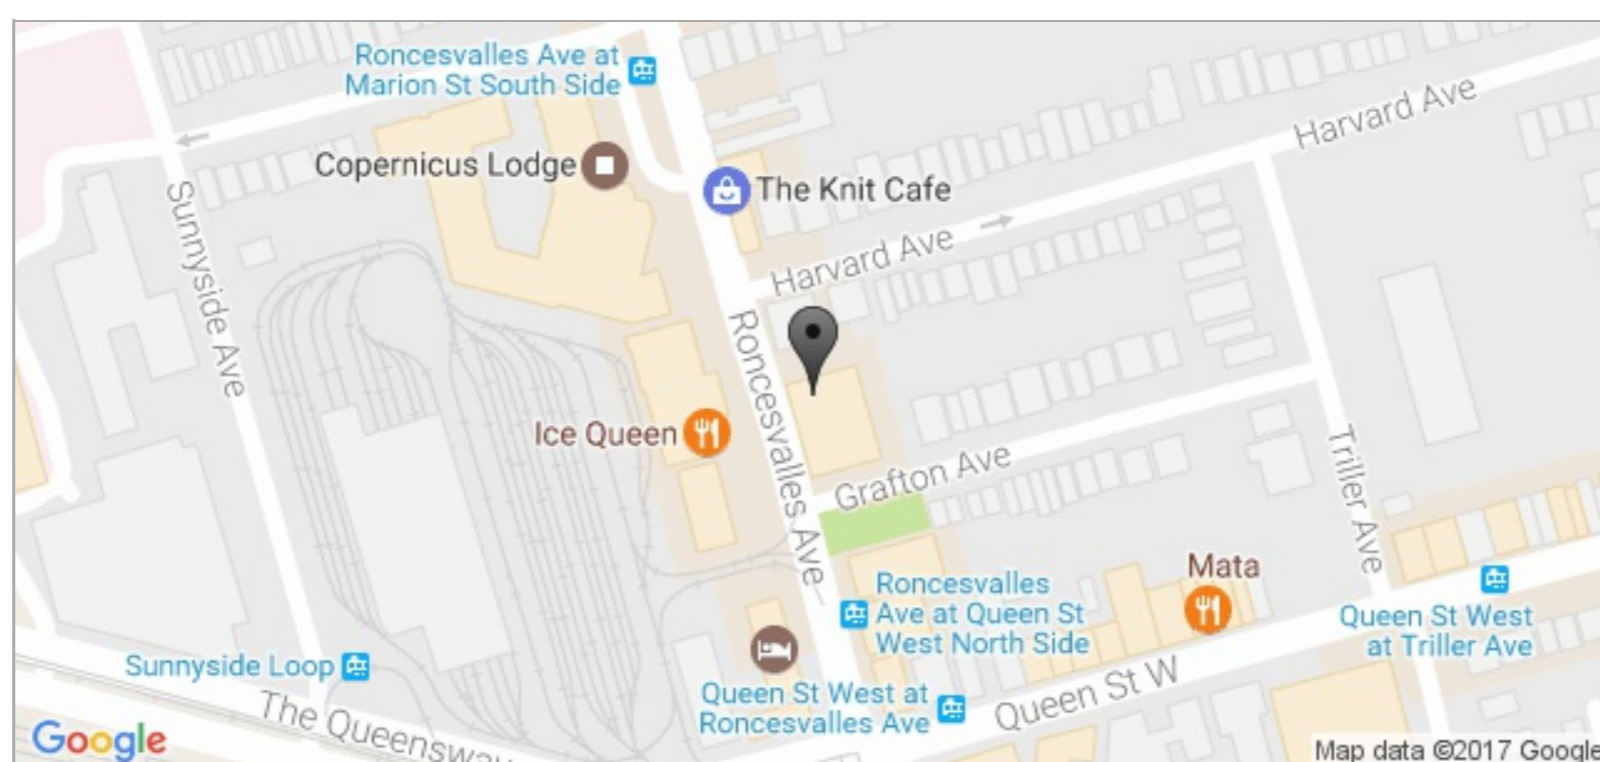 Roncesvalles Ave at
Marion St South Side
Harvard Ave
Copernicus Lodge
The Knit Cafe
Sunnyside Ave
Harvard Ave
Roncesvalles Ave
Ice Queen
Grafton Ave
Triller Ave
Mata
Roncesvalles
Ave at Queen St
West North Side
Queen St West
at Triller Ave
Sunnyside Loop
Queen St West at
Roncesvalles Ave
Queen St W
The Queensway
Google
Map data ©2017 Google